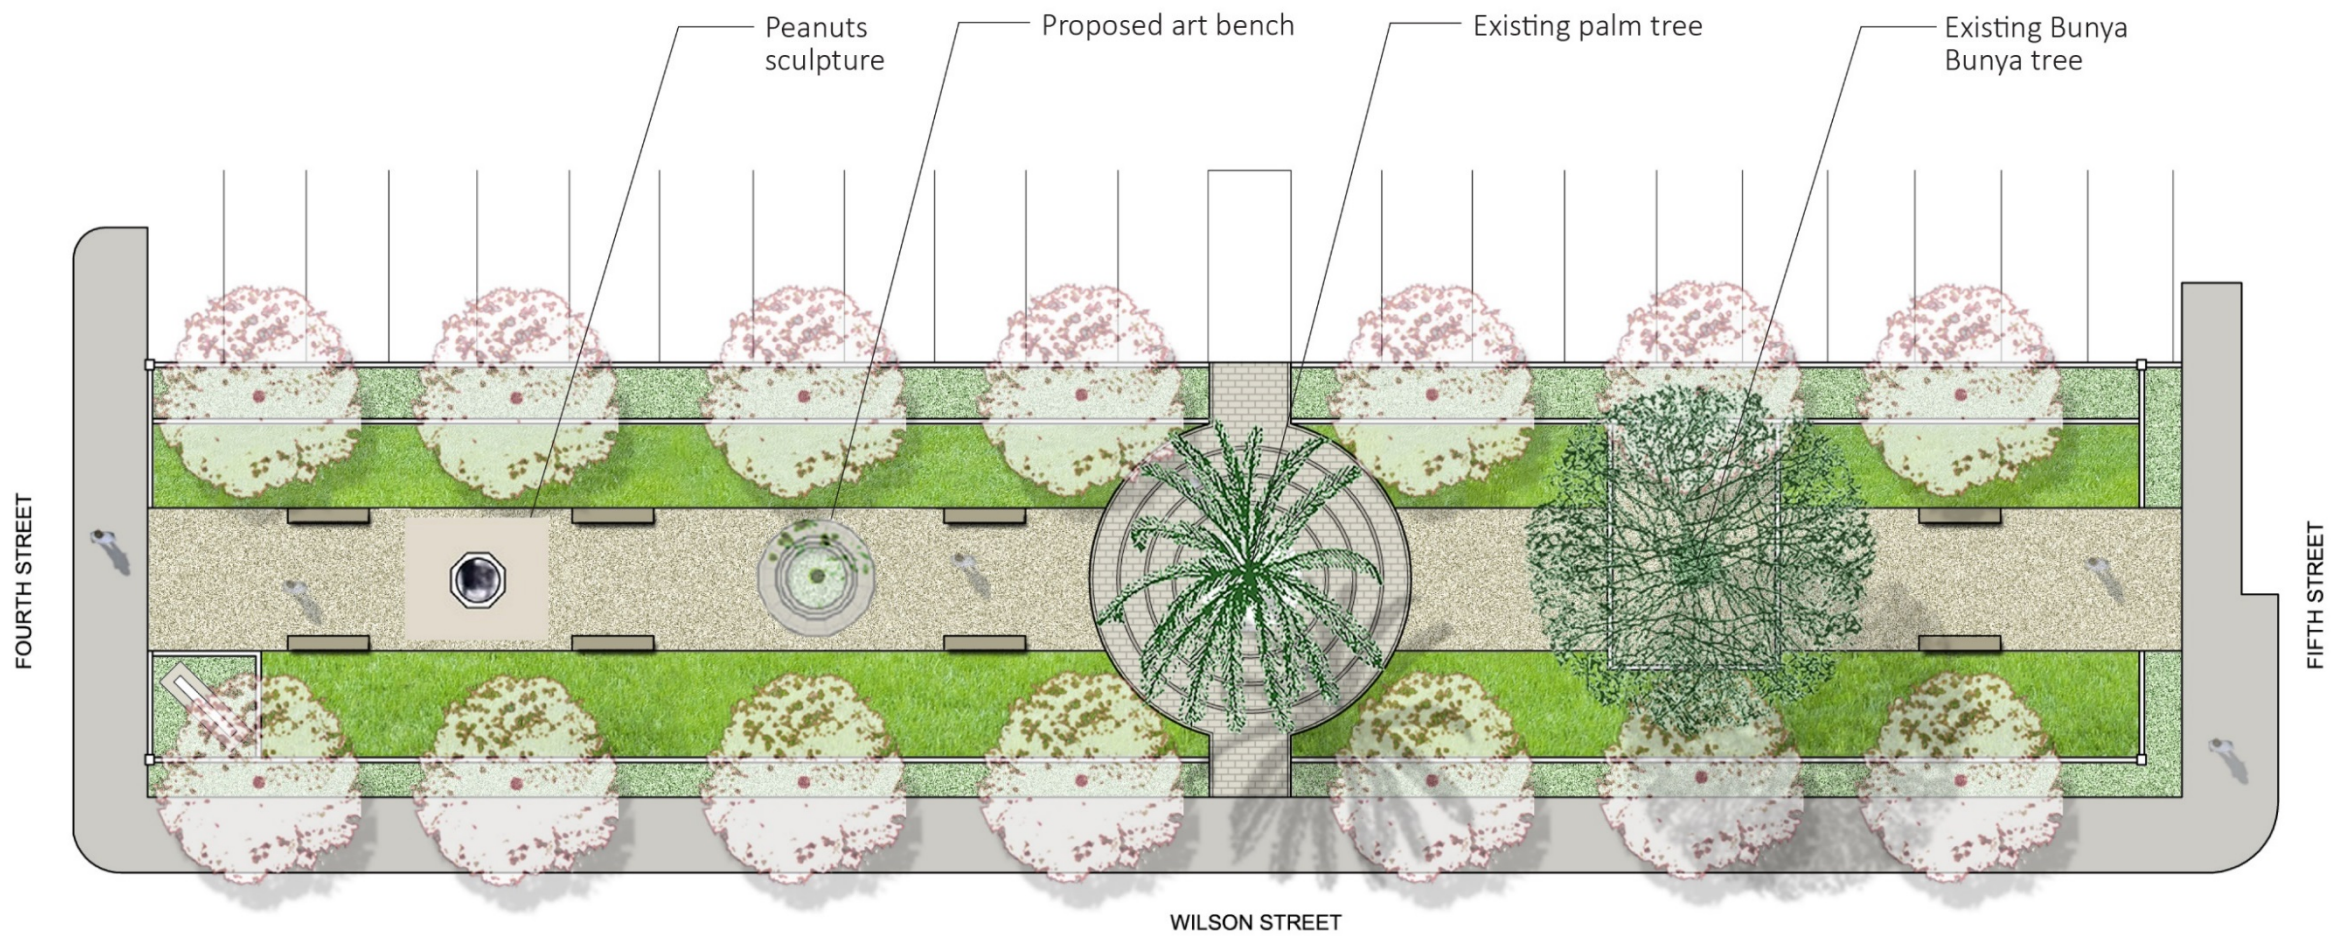 Peanuts
sculpture
Proposed art bench
Existing palm tree
Existing Bunya
Bunya tree
FOURTH STREET
FIFTH STREET
WILSON STREET